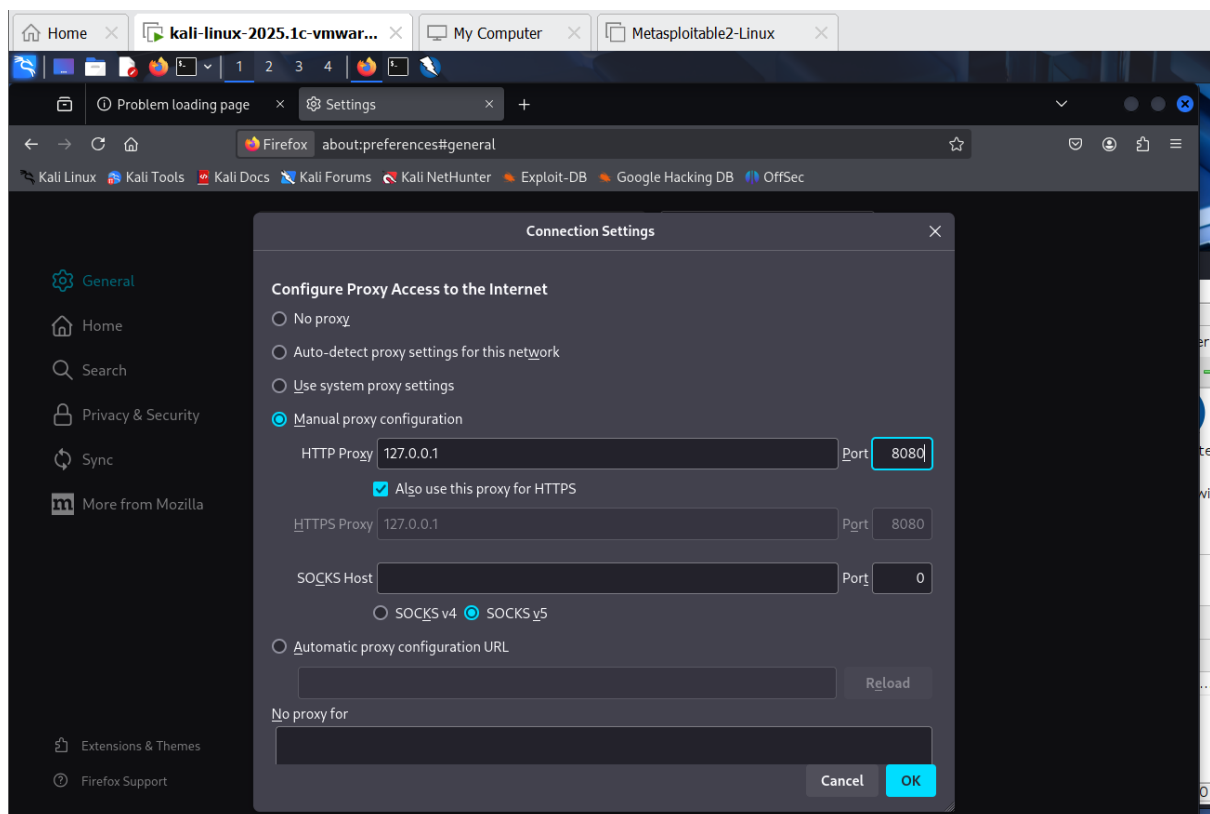 Home
kali-linux-2025.1c-vmwar...
My Computer
Metasploitable2-Linux
1 2 3 4
Problem loading page
Settings
Firefox about:preferences#general
Kali Linux Kali Tools Kali Docs Kali Forums Kali NetHunter Exploit-DB Google Hacking DB OffSec
Connection Settings
General
Home
Search
Privacy & Security
Sync
More from Mozilla
Extensions & Themes
Firefox Support
Configure Proxy Access to the Internet
No proxy
Auto-detect proxy settings for this network
Use system proxy settings
Manual proxy configuration
HTTP Proxy 127.0.0.1 Port 8080
Also use this proxy for HTTPS
HTTPS Proxy 127.0.0.1 Port 8080
SOCKS Host Port 0
SOCKS v4 SOCKS v5
Automatic proxy configuration URL
Reload
No proxy for
Cancel OK